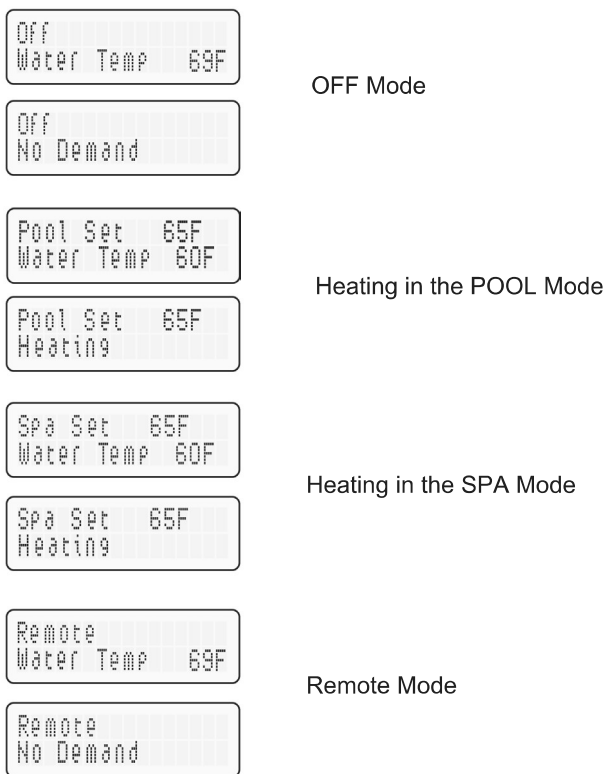 Off
Water Temp 69F
OFF Mode
Off
No Demand
Pool Set 65F
Water Temp 60F
Heating in the POOL Mode
Pool Set 65F
Heating
Spa Set 65F
Water Temp 60F
Heating in the SPA Mode
Spa Set 65F
Heating
Remote
Water Temp 69F
Remote Mode
Remote
No Demand